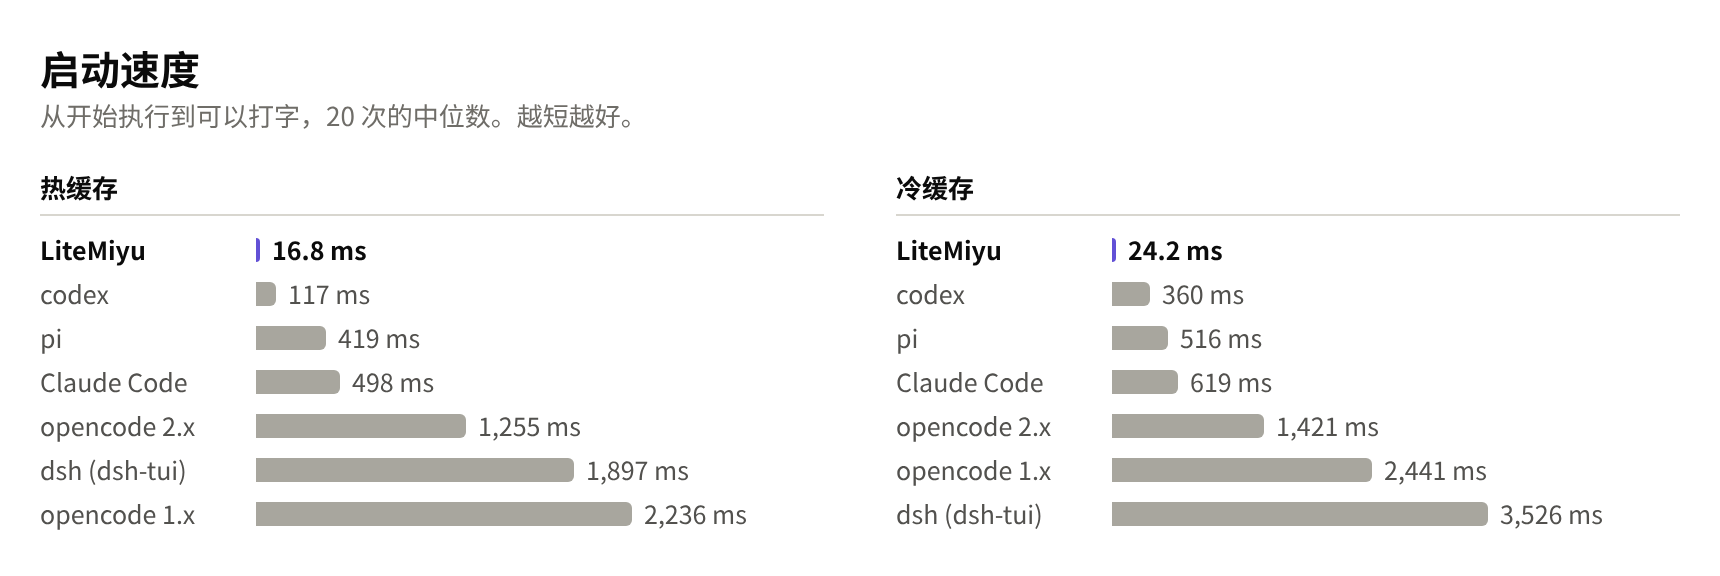 启动速度
从开始执行到可以打字，20 次的中位数。越短越好。
热缓存
LiteMiyu 16.8 ms
codex 117 ms
pi 419 ms
Claude Code 498 ms
opencode 2.x 1,255 ms
dsh (dsh-tui) 1,897 ms
opencode 1.x 2,236 ms
冷缓存
LiteMiyu 24.2 ms
codex 360 ms
pi 516 ms
Claude Code 619 ms
opencode 2.x 1,421 ms
opencode 1.x 2,441 ms
dsh (dsh-tui) 3,526 ms